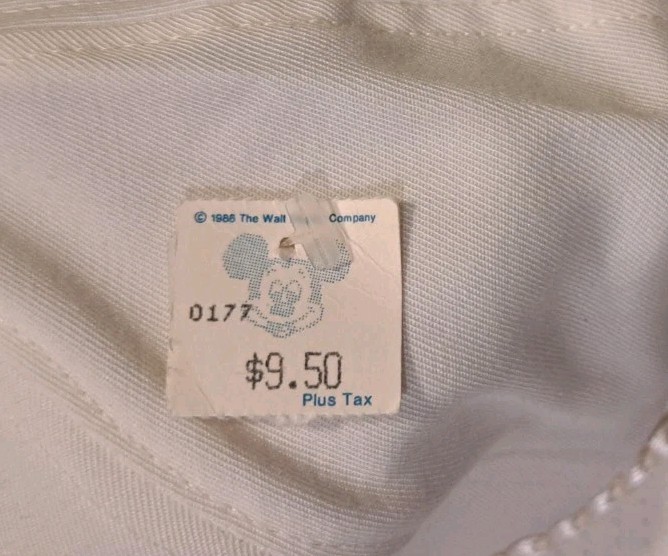 © 1986 The Walt Company
0177
$9.50
Plus Tax